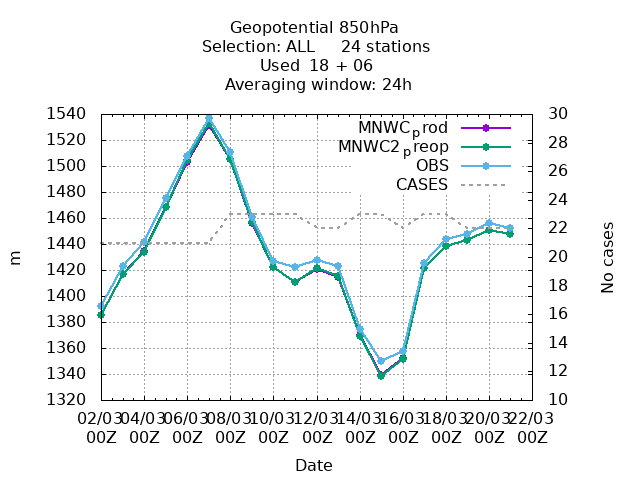 Geopotential 850hPa
Selection: ALL 24 stations
Used 18 + 06
Averaging window: 24h
1540
1520
1500
1480
1460
1440
1420
1400
1380
1360
1340
1320
m
30
28
26
24
22
20
18
16
14
12
10
No cases
MNWCprod
MNWC2preop
OBS
CASES
02/03 04/03 06/03 08/03 10/03 12/03 14/03 16/03 18/03 20/03 22/03
00Z 00Z 00Z 00Z 00Z 00Z 00Z 00Z 00Z 00Z 00Z
Date